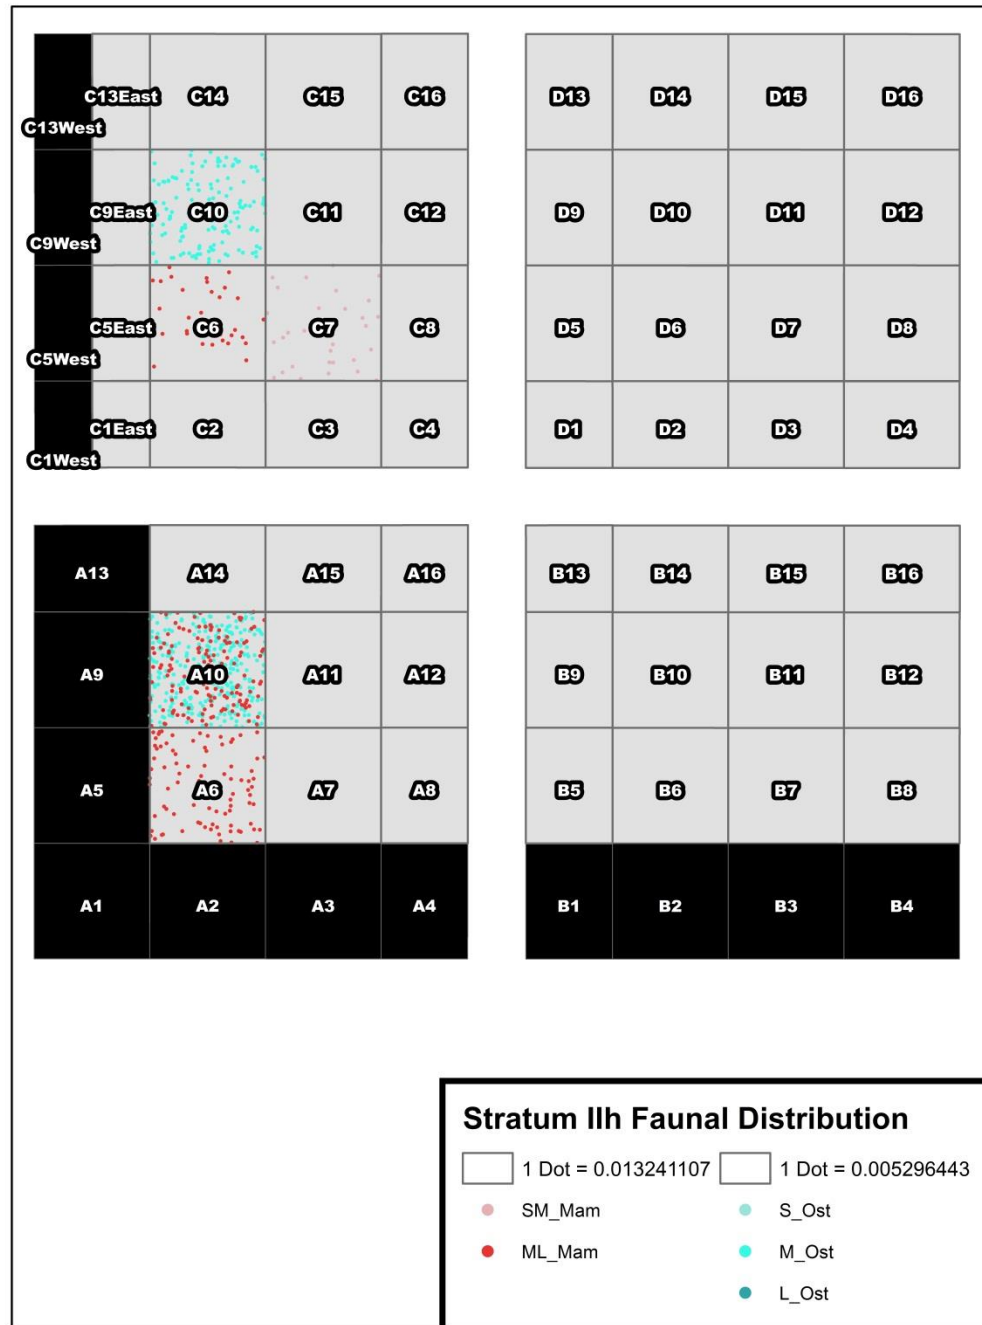 C13East C14 C15 C16 D13 D14 D15 D16
C13West
C9East C10 C11 C12 D9 D10 D11 D12
C9West
C5East C6 C7 C8 D5 D6 D7 D8
C5West
C1East C2 C3 C4 D1 D2 D3 D4
C1West
A13 A14 A15 A16 B13 B14 B15 B16
A9 A10 A11 A12 B9 B10 B11 B12
A5 A6 A7 A8 B5 B6 B7 B8
A1 A2 A3 A4 B1 B2 B3 B4
Stratum IIh Faunal Distribution
1 Dot = 0.013241107 1 Dot = 0.005296443
SM_Mam S_Ost
ML_Mam M_Ost
L_Ost